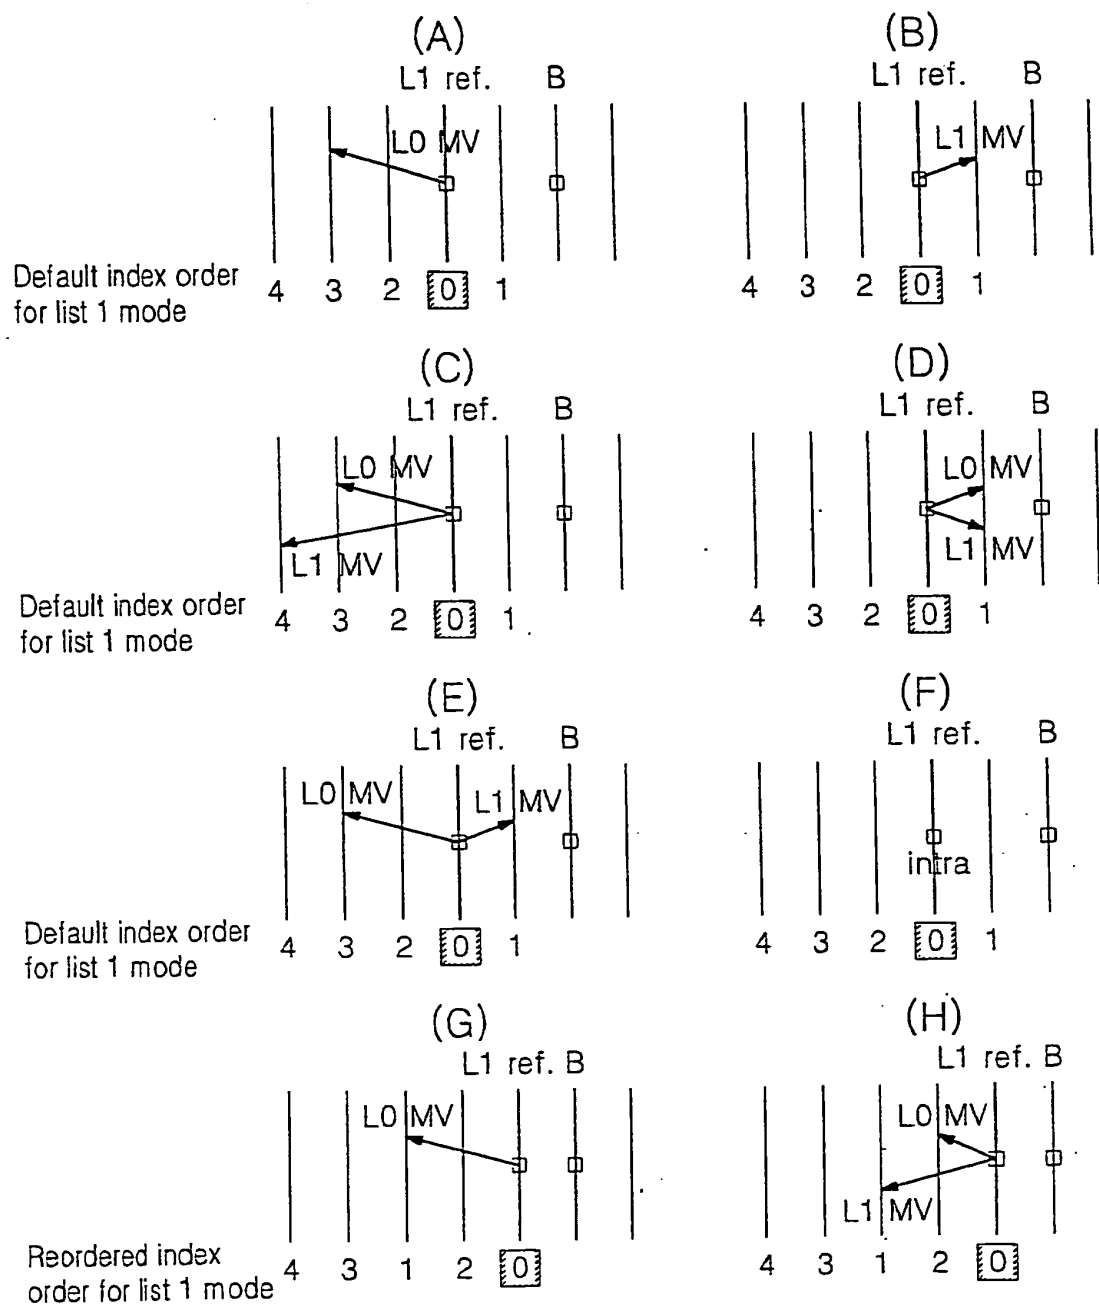 (A)
L1 ref. B
L0 MV
Default index order
for list 1 mode
4 3 2 0 1
(B)
L1 ref. B
L1 MV
4 3 2 0 1
(C)
L1 ref. B
L0 MV
L1 MV
Default index order
for list 1 mode
4 3 2 0 1
(D)
L1 ref. B
L0 MV
L1 MV
4 3 2 0 1
(E)
L1 ref. B
L0 MV L1 MV
Default index order
for list 1 mode
4 3 2 0 1
(F)
L1 ref. B
intra
4 3 2 0 1
(G)
L1 ref. B
L0 MV
Reordered index
order for list 1 mode
4 3 1 2 0
(H)
L1 ref. B
L0 MV
L1 MV
4 3 1 2 0